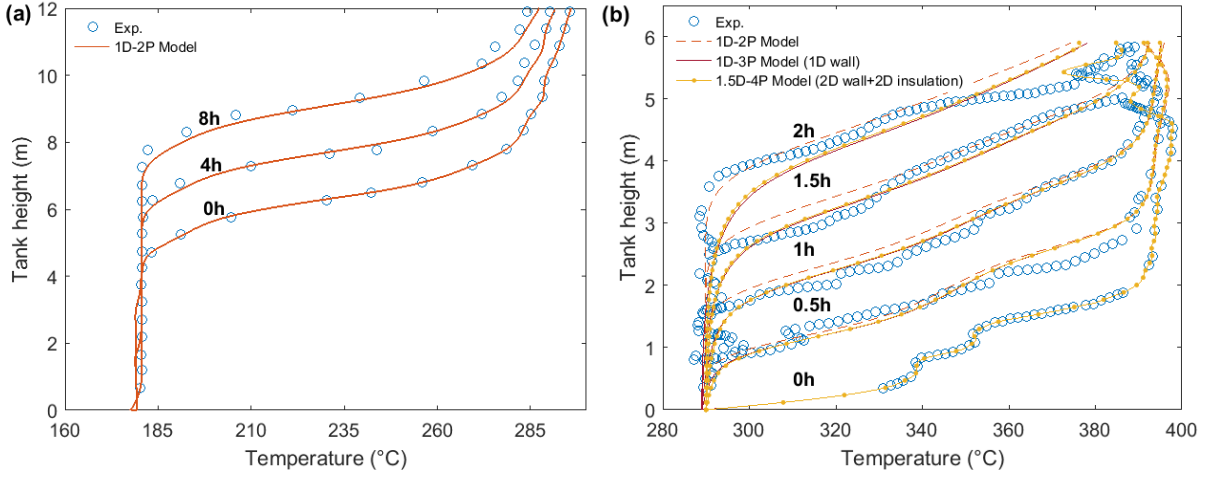 (a)
Exp.
1D-2P Model
8h
4h
0h
0
2
4
6
8
10
12
160
185
210
235
260
285
Tank height (m)
Temperature (°C)
(b)
Exp.
1D-2P Model
1D-3P Model (1D wall)
1.5D-4P Model (2D wall+2D insulation)
2h
1.5h
1h
0.5h
0h
0
1
2
3
4
5
6
280
300
320
340
360
380
400
Tank height (m)
Temperature (°C)